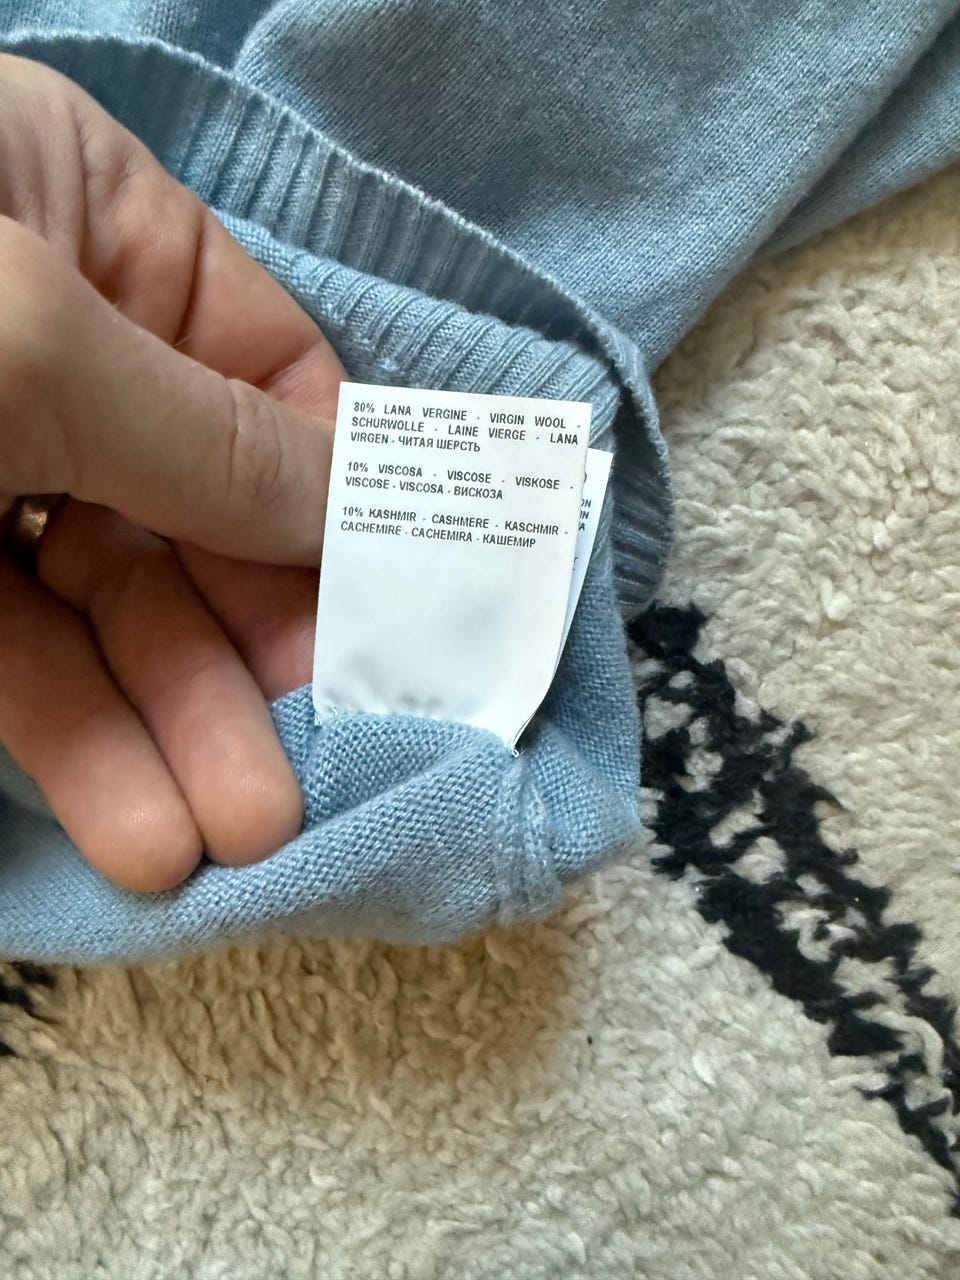 80% LANA VERGINE - VIRGIN WOOL -
SCHURWOLLE - LAINE VIERGE - LANA
VIRGEN - ЧИТАЯ ШЕРСТЬ
10% VISCOSA - VISCOSE - VISKOSE -
VISCOSE - VISCOSA - ВИСКОЗА
10% KASHMIR - CASHMERE - KASCHMIR -
CACHEMIRE - CACHEMIRA - КАШЕМИР